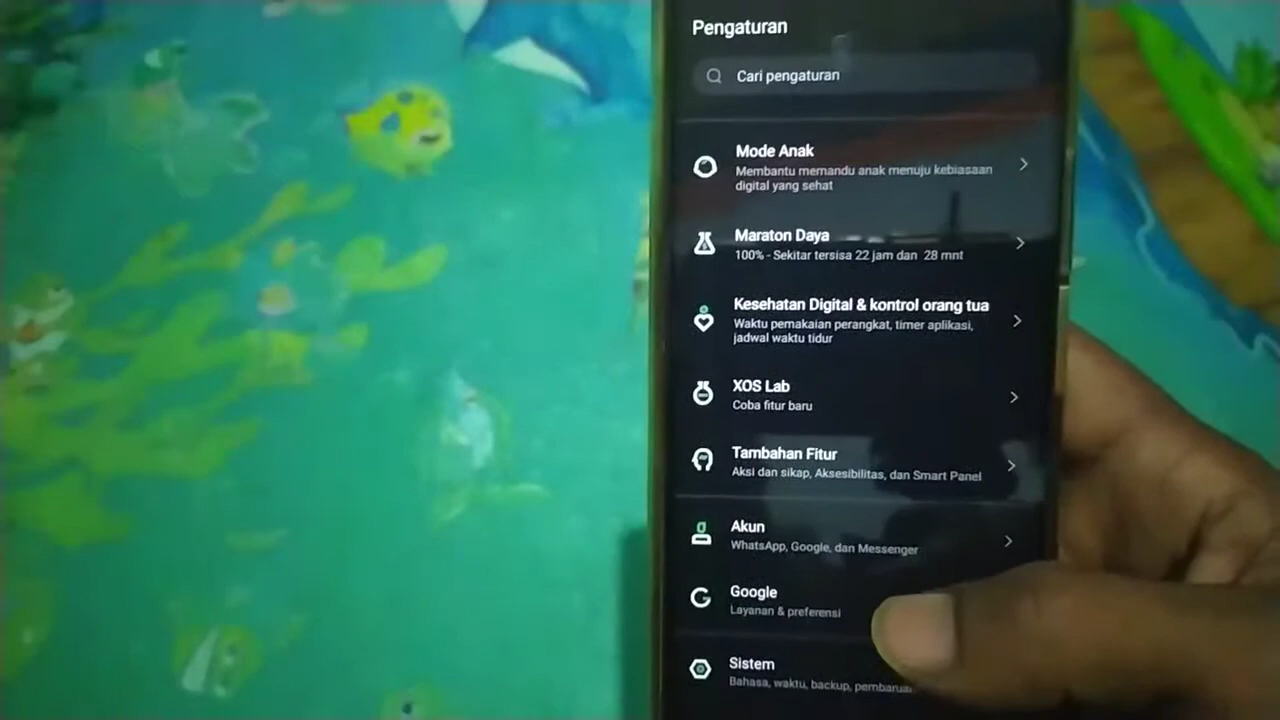 Pengaturan
Cari pengaturan
Mode Anak
Membantu memandu anak menuju kebiasaan
digital yang sehat
Maraton Daya
100% - Sekitar tersisa 22 jam dan 28 mnt
Kesehatan Digital & kontrol orang tua
Waktu pemakaian perangkat, timer aplikasi,
jadwal waktu tidur
XOS Lab
Coba fitur baru
Tambahan Fitur
Aksi dan sikap, Aksesibilitas, dan Smart Panel
Akun
WhatsApp, Google, dan Messenger
Google
Layanan & preferensi
Sistem
Bahasa, waktu, backup,